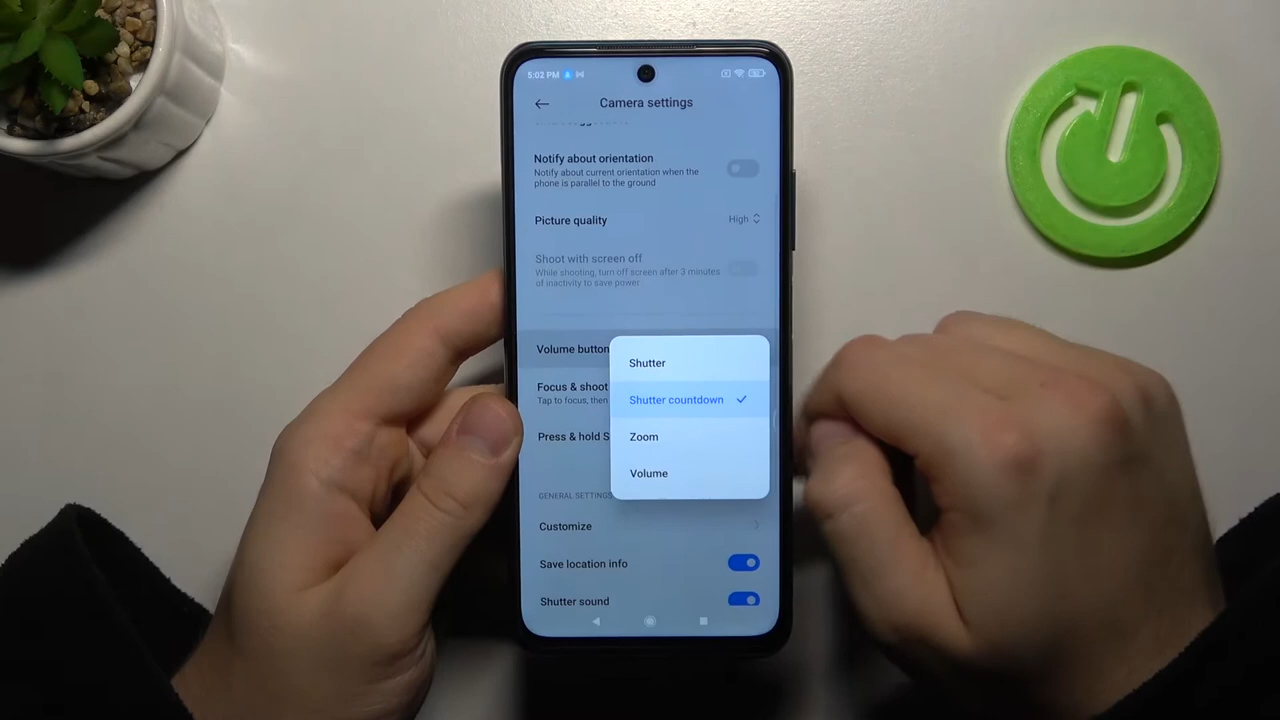 5:02 PM
Camera settings
Notify about orientation
Notify about current orientation when the
phone is parallel to the ground
Picture quality
High
Shoot with screen off
While shooting, turn off screen after 3 minutes
of inactivity to save power
Volume button
Shutter
Shutter countdown
Zoom
Volume
Focus & shoot
Tap to focus, then
Press & hold S
GENERAL SETTINGS
Customize
Save location info
Shutter sound